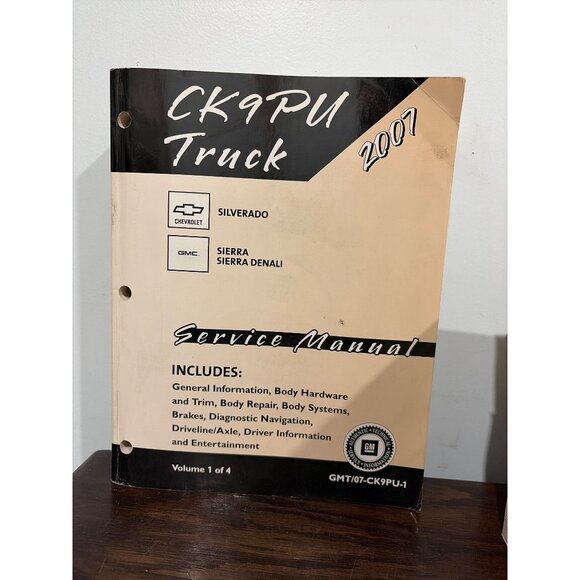 CK9PU
Truck
2007
CHEVROLET
SILVERADO
GMC
SIERRA
SIERRA DENALI
Service Manual
INCLUDES:
General Information, Body Hardware
and Trim, Body Repair, Body Systems,
Brakes, Diagnostic Navigation,
Driveline/Axle, Driver Information
and Entertainment
GM
Volume 1 of 4
GMT/07-CK9PU-1